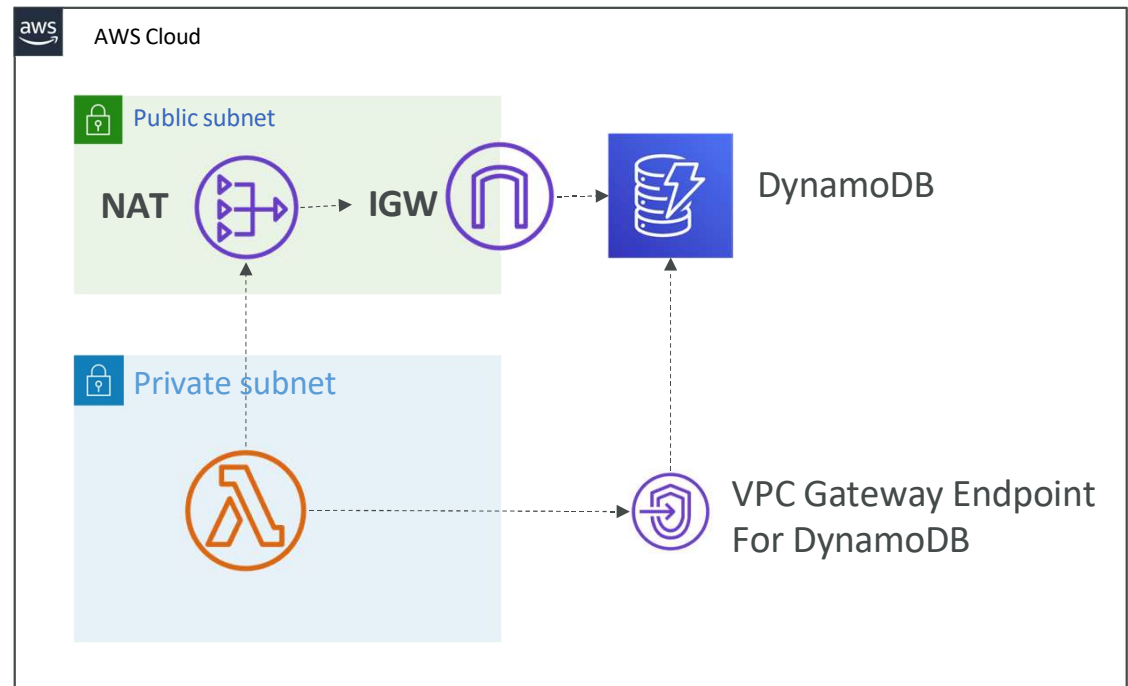 aws
AWS Cloud
Public subnet
NAT
IGW
DynamoDB
Private subnet
VPC Gateway Endpoint
For DynamoDB